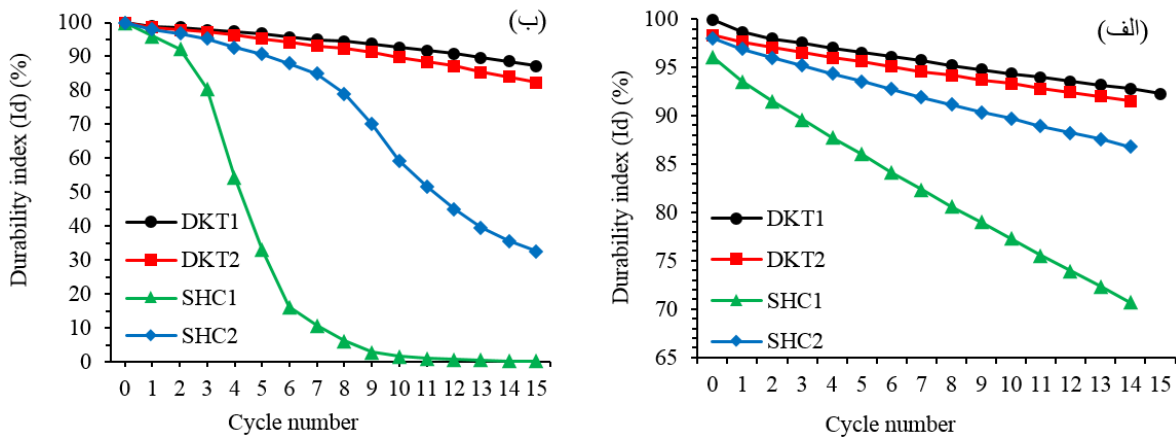 (ب)
Durability index (Id) (%)
100
90
80
70
60
50
40
30
20
10
0
DKT1
DKT2
SHC1
SHC2
0 1 2 3 4 5 6 7 8 9 10 11 12 13 14 15
Cycle number
(الف)
Durability index (Id) (%)
100
95
90
85
80
75
70
65
DKT1
DKT2
SHC1
SHC2
0 1 2 3 4 5 6 7 8 9 10 11 12 13 14 15
Cycle number